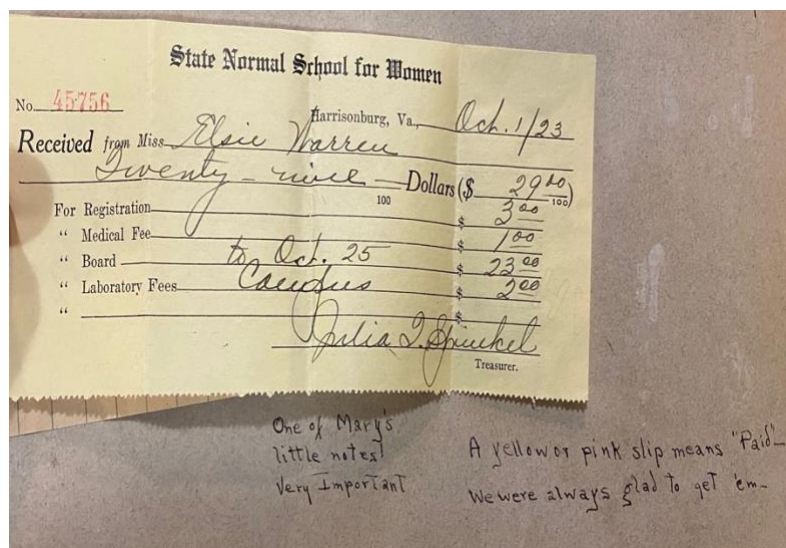 State Normal School for Women
No. 45756
Harrisonburg, Va., Oct. 1/23
Received from Miss Elsie Warren
Twenty-nine Dollars ($ 29 00/100)
100
For Registration $ 3 00
" Medical Fee $ 1 00
" Board to Oct. 25 $ 23 00
" Laboratory Fees Campus $ 2 00
" $
Julia T. Sprinkel
Treasurer.
One of Mary's
little notes!
Very Important
A yellow or pink slip means "Paid"-
We were always glad to get 'em-